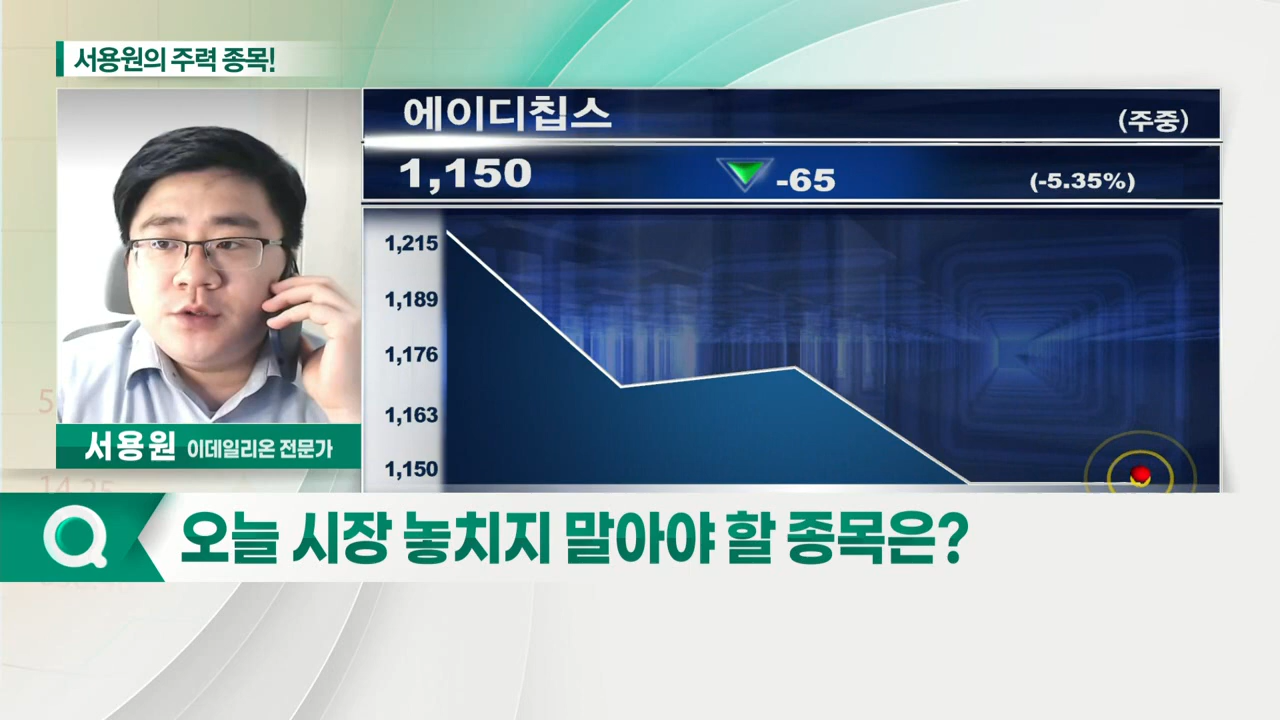 서용원의 주력 종목!
에이디칩스
(주중)
1,150
-65
(-5.35%)
1,215
1,189
1,176
1,163
1,150
서용원 이데일리온 전문가
오늘 시장 놓치지 말아야 할 종목은?